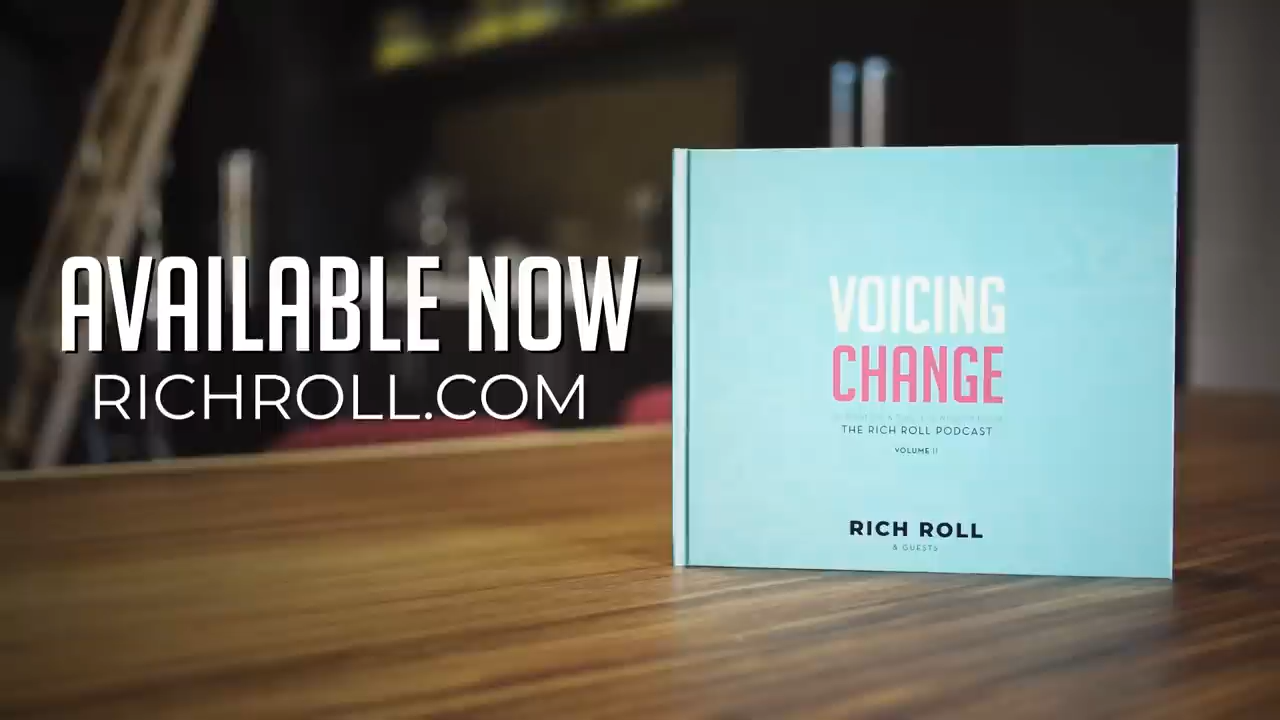 AVAILABLE NOW
RICHROLL.COM
VOICING
CHANGE
THE RICH ROLL PODCAST
VOLUME II
RICH ROLL
& GUESTS